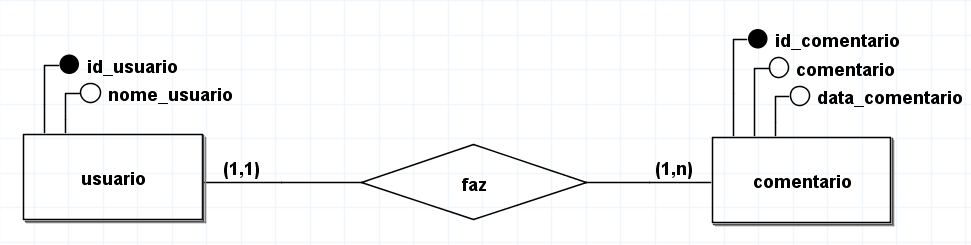 id_usuario
nome_usuario
usuario
(1,1)
faz
(1,n)
id_comentario
comentario
data_comentario
comentario